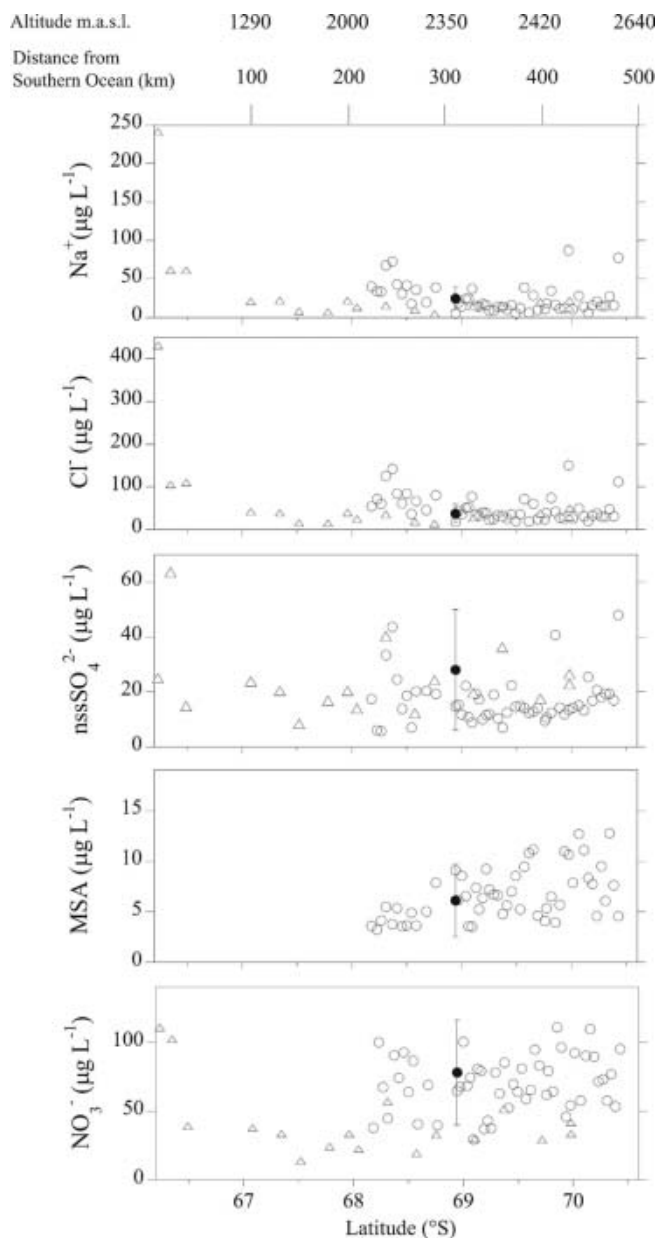 Altitude m.a.s.l. 1290 2000 2350 2420 2640
Distance from
Southern Ocean (km) 100 200 300 400 500
250
200
150
100
50
0
Na⁺(µg L⁻¹)
400
300
200
100
0
Cl⁻ (µg L⁻¹)
60
40
20
0
nssSO₄²⁻ (µg L⁻¹)
15
10
5
0
MSA (µg L⁻¹)
100
50
0
NO₃⁻ (µg L⁻¹)
67 68 69 70
Latitude (°S)